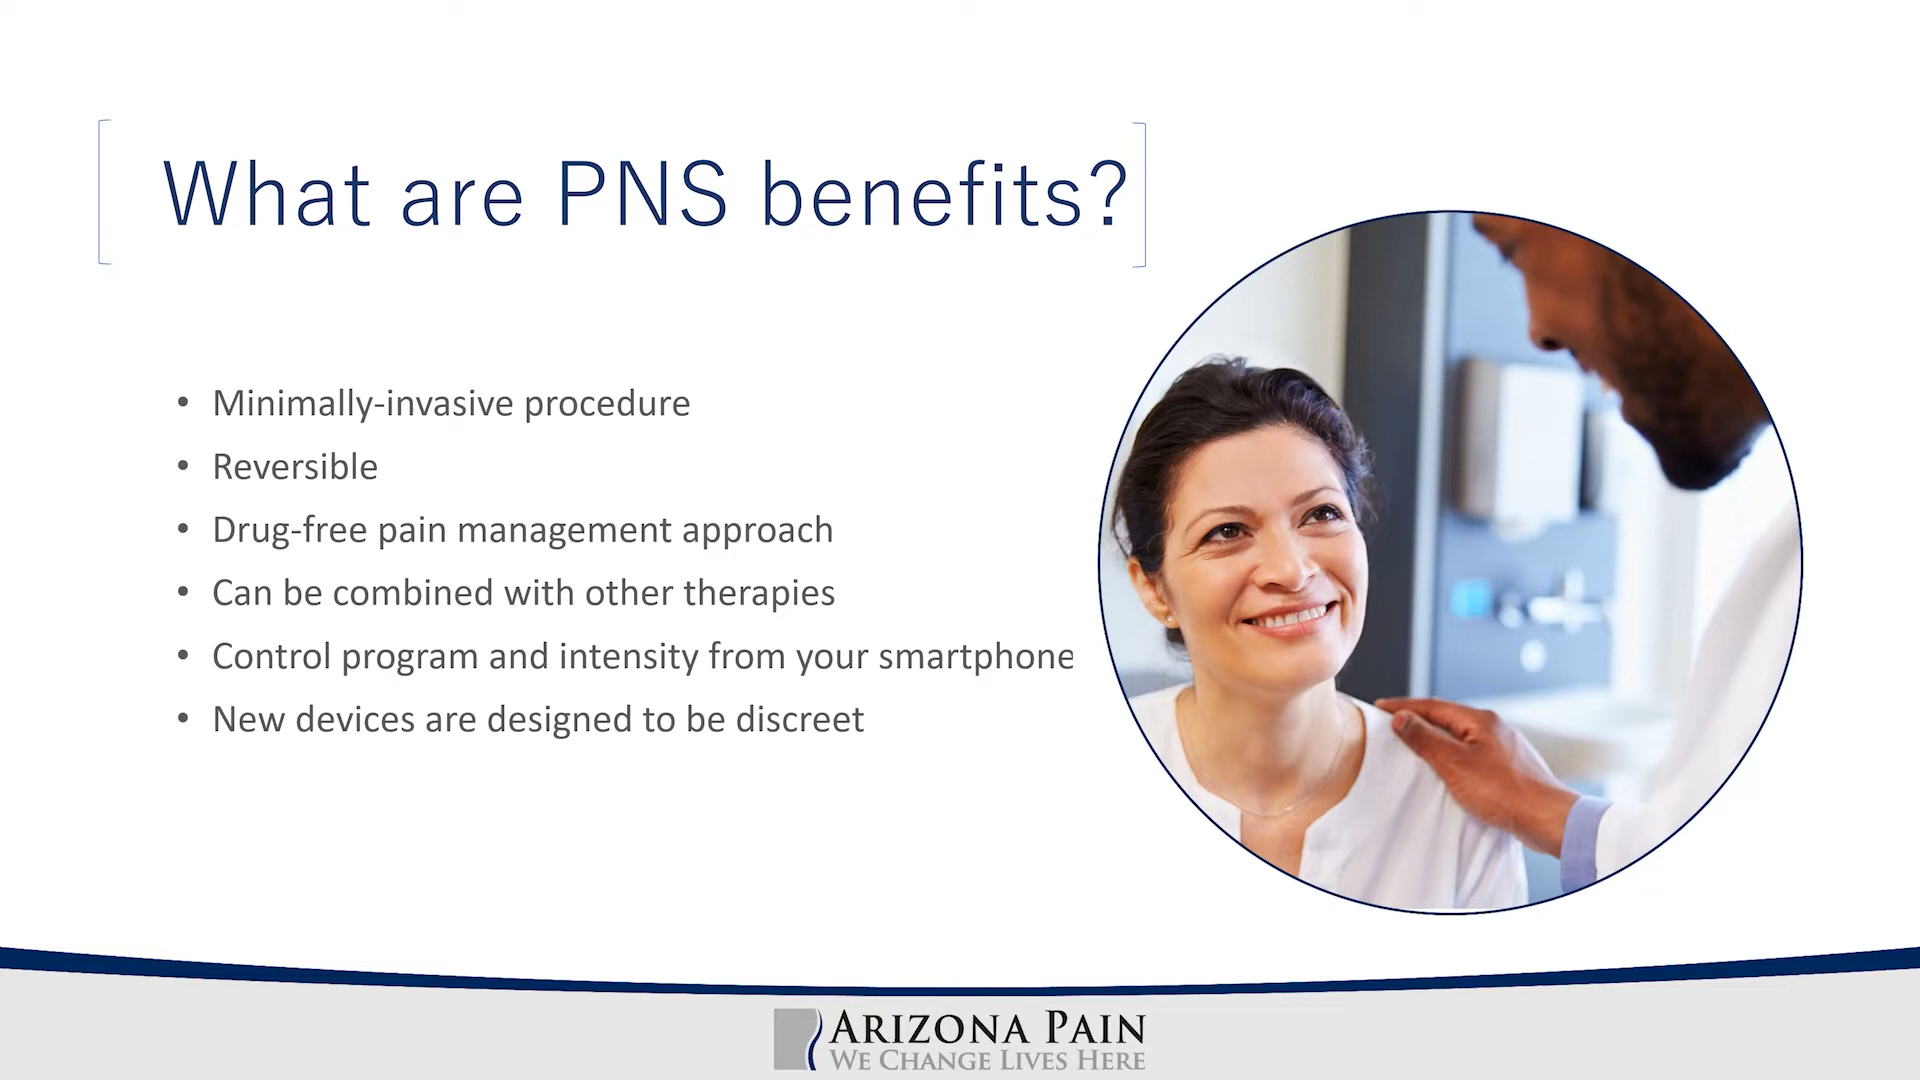 What are PNS benefits?
• Minimally-invasive procedure
• Reversible
• Drug-free pain management approach
• Can be combined with other therapies
• Control program and intensity from your smartphone
• New devices are designed to be discreet
ARIZONA PAIN
WE CHANGE LIVES HERE